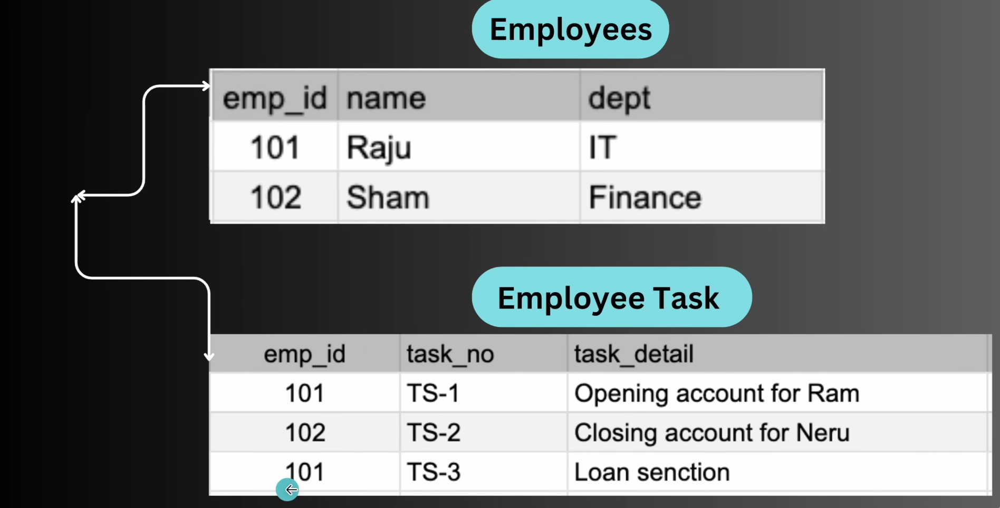 Employees
emp_id name dept
101 Raju IT
102 Sham Finance
Employee Task
emp_id task_no task_detail
101 TS-1 Opening account for Ram
102 TS-2 Closing account for Neru
101 TS-3 Loan senction